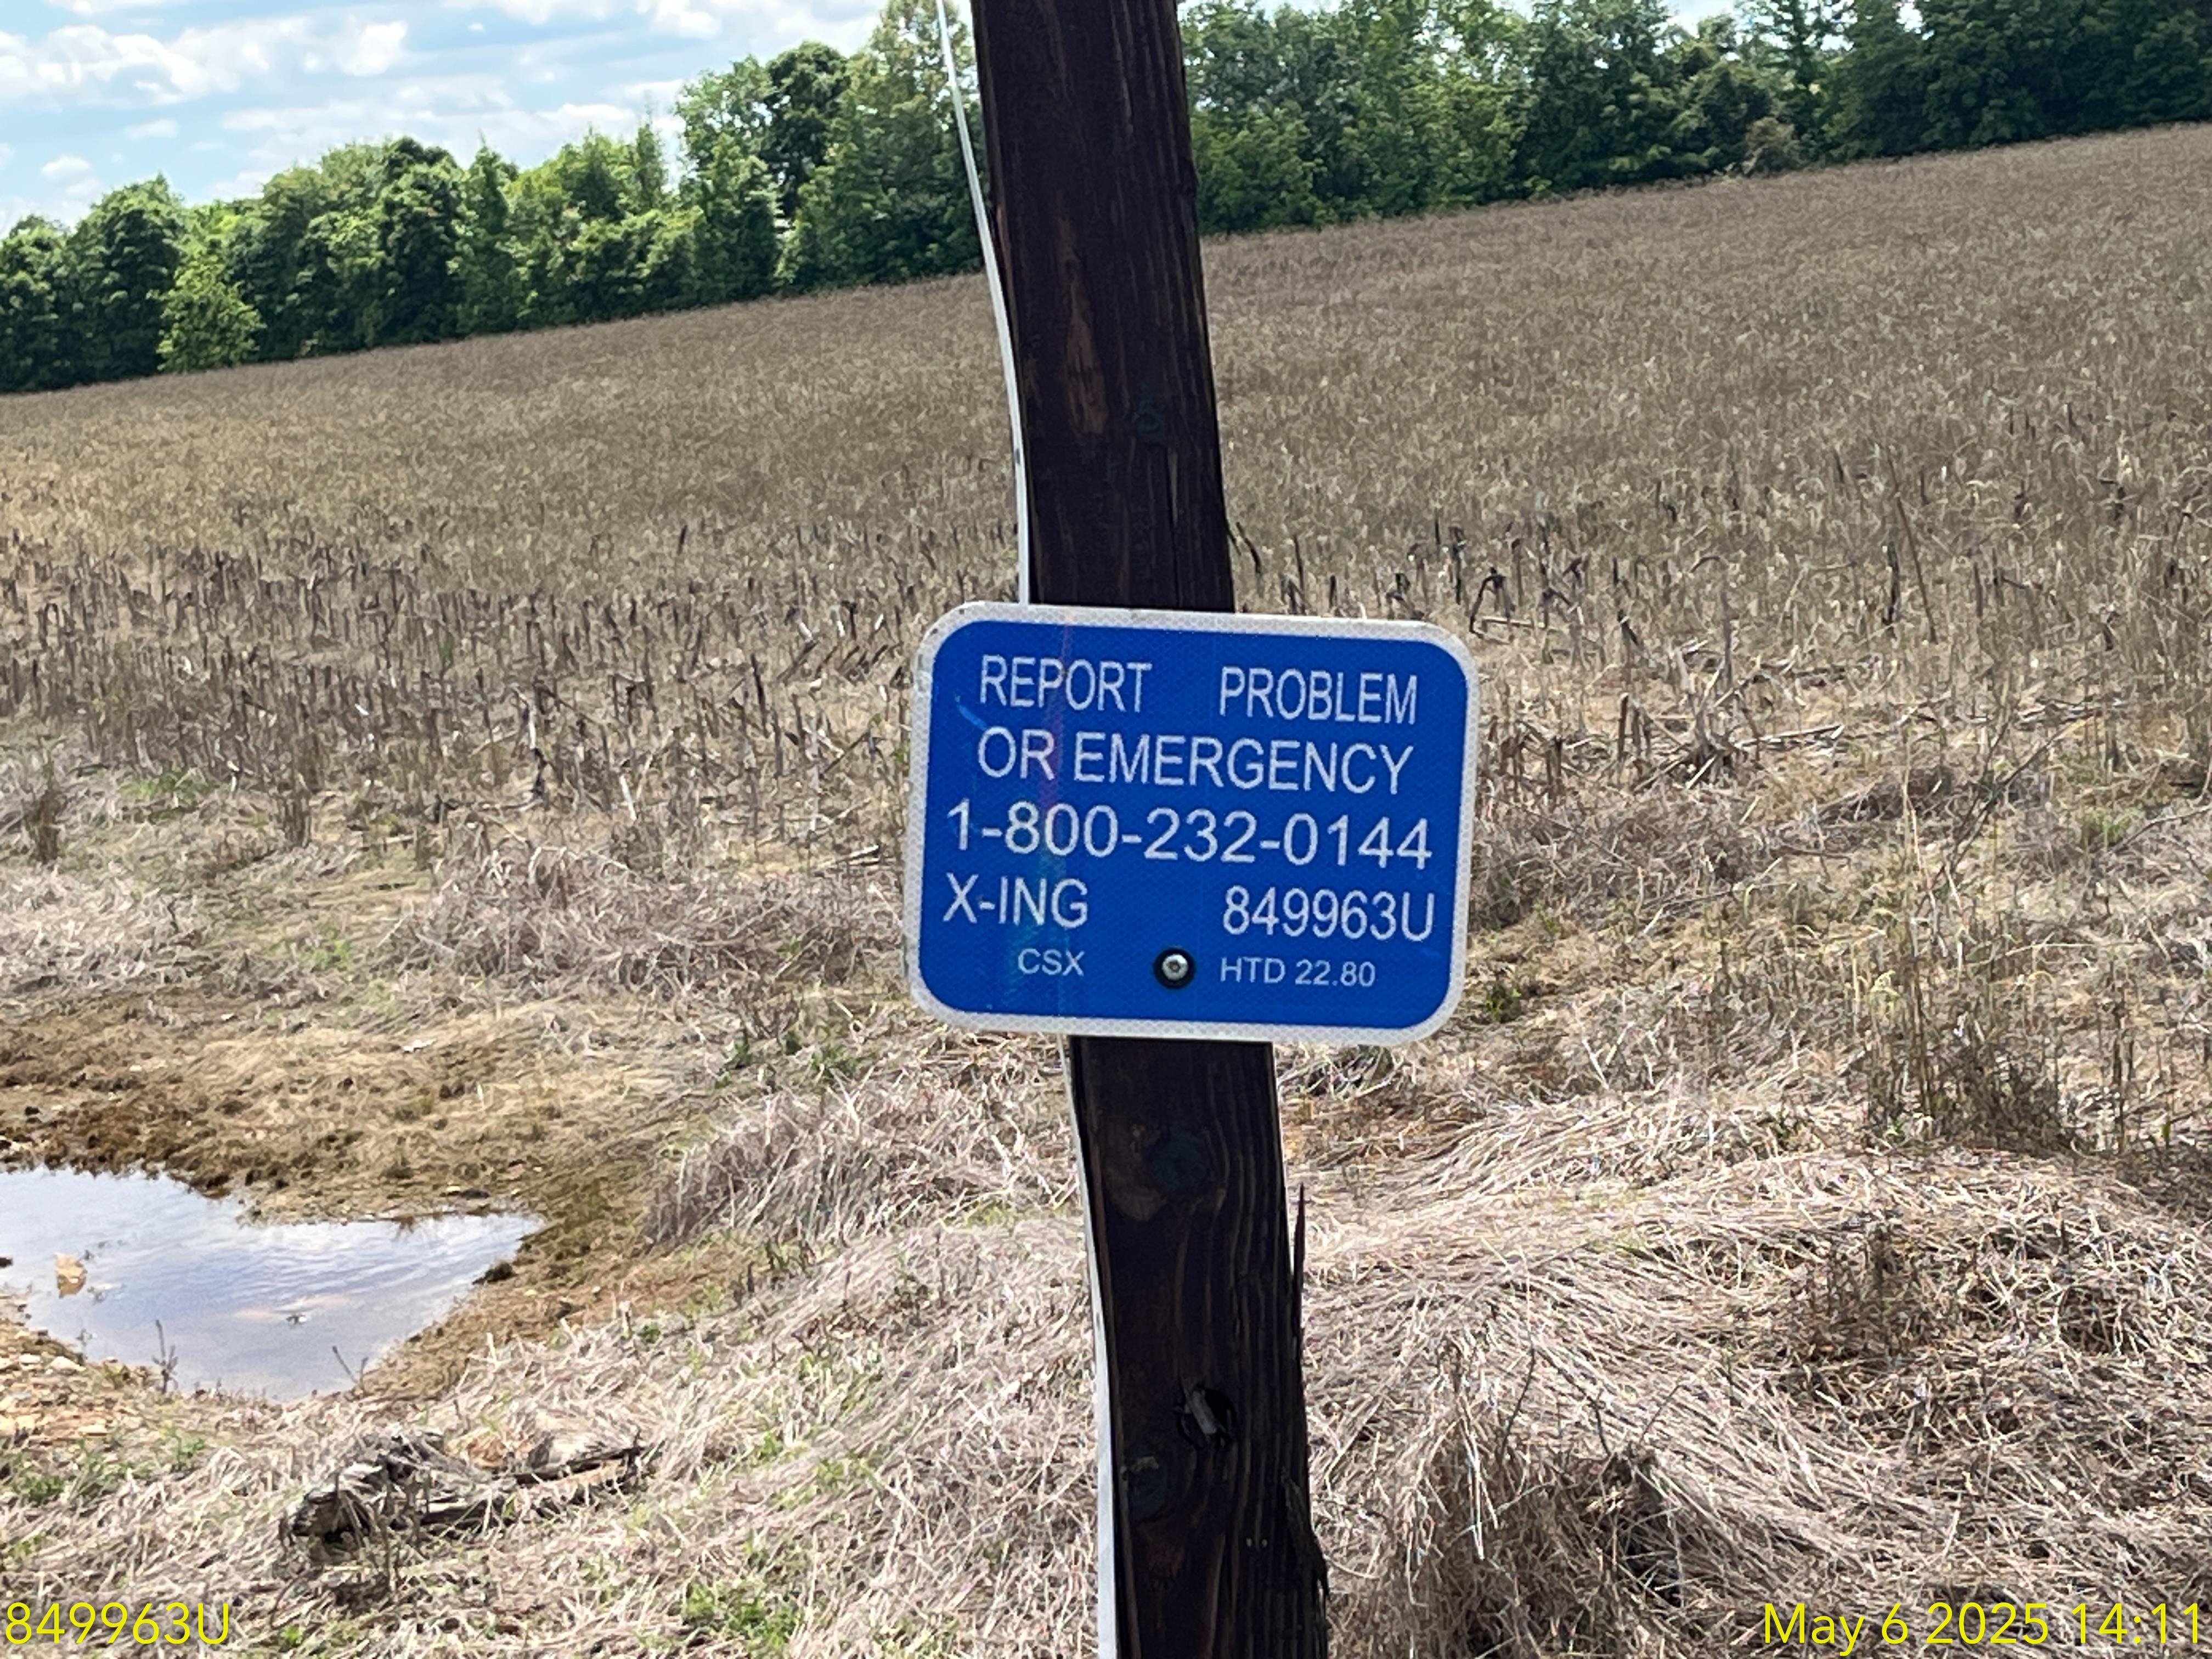 REPORT PROBLEM
OR EMERGENCY
1-800-232-0144
X-ING 849963U
CSX HTD 22.80
849963U May 6 2025 14:11